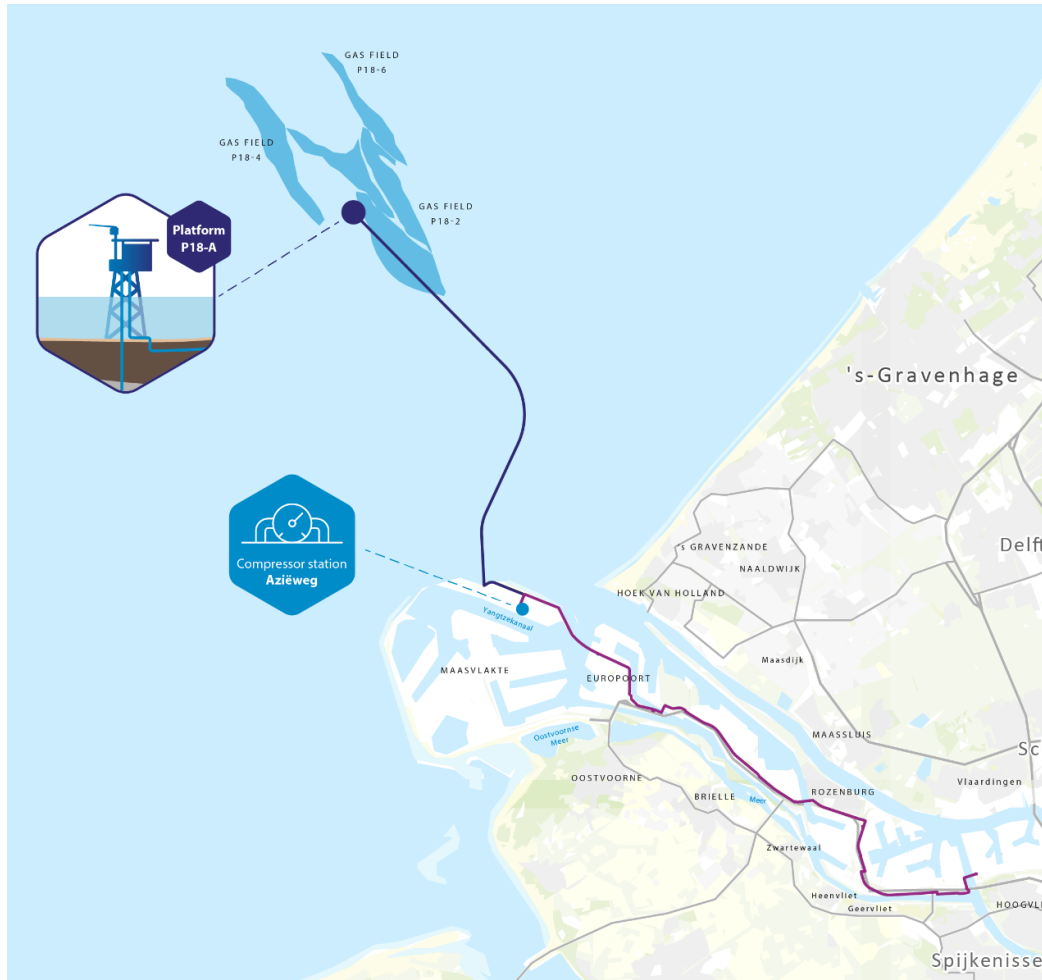 GAS FIELD
P18-6
GAS FIELD
P18-4
GAS FIELD
P18-2
Platform
P18-A
's-Gravenhage
Compressor station
Aziëweg
Delft
's GRAVENZANDE
NAALDWIJK
HOEK VAN HOLLAND
Yangtzekanaal
Maasdijk
MAASVLAKTE
EUROPOORT
Oostvoornse
Meer
MAASSLUIS
Sc
OOSTVOORNE
Vlaardingen
BRIELLE
Meer
ROZENBURG
Zwartewaal
Heenvliet
Geervliet
HOOGVLI
Spijkenisse